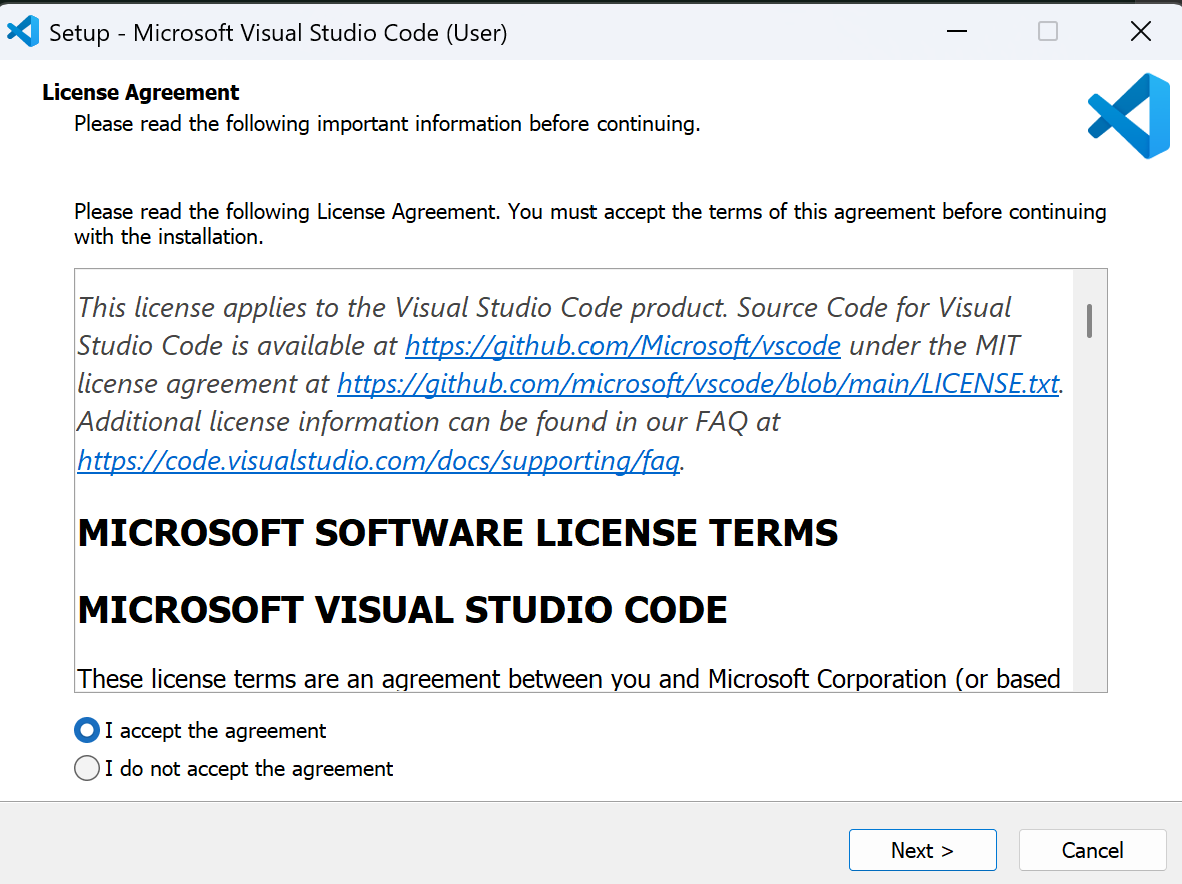 Setup - Microsoft Visual Studio Code (User)
License Agreement
Please read the following important information before continuing.
Please read the following License Agreement. You must accept the terms of this agreement before continuing
with the installation.
This license applies to the Visual Studio Code product. Source Code for Visual
Studio Code is available at https://github.com/Microsoft/vscode under the MIT
license agreement at https://github.com/microsoft/vscode/blob/main/LICENSE.txt.
Additional license information can be found in our FAQ at
https://code.visualstudio.com/docs/supporting/faq.
MICROSOFT SOFTWARE LICENSE TERMS
MICROSOFT VISUAL STUDIO CODE
These license terms are an agreement between you and Microsoft Corporation (or based
I accept the agreement
I do not accept the agreement
Next >
Cancel